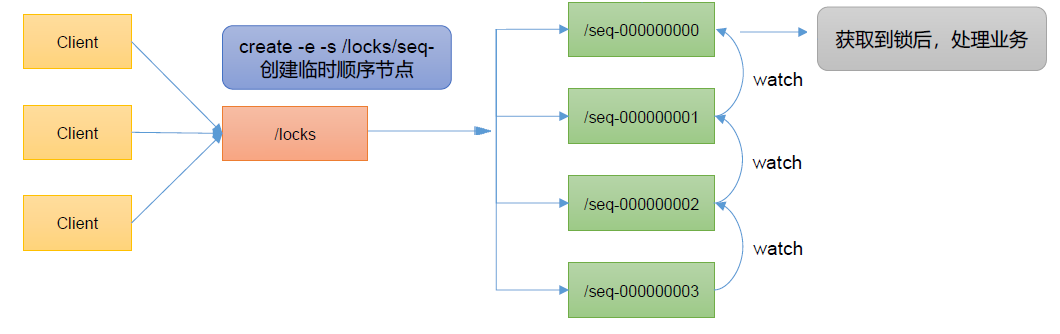 Client
Client
Client
create -e -s /locks/seq-
创建临时顺序节点
/locks
/seq-000000000
/seq-000000001
/seq-000000002
/seq-000000003
watch
watch
watch
获取到锁后，处理业务